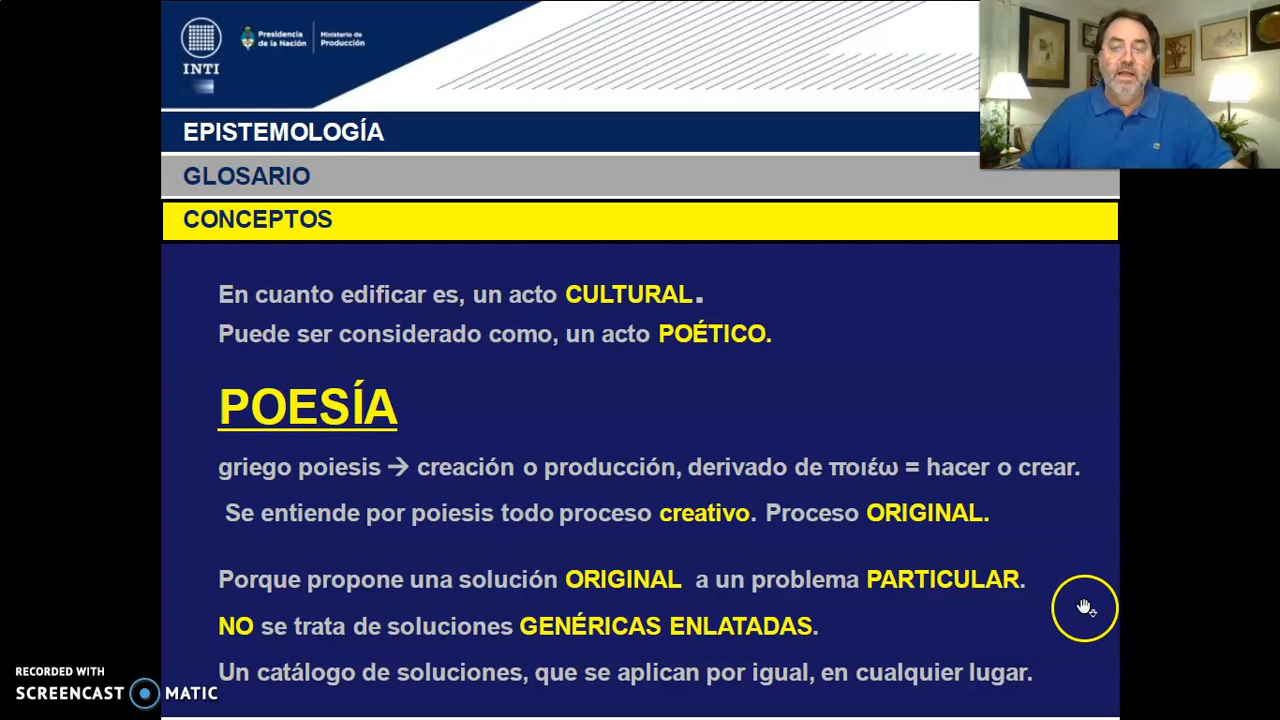 INTI
Presidencia
de la Nación
Ministerio de
Producción
EPISTEMOLOGÍA
GLOSARIO
CONCEPTOS
En cuanto edificar es, un acto CULTURAL.
Puede ser considerado como, un acto POÉTICO.
POESÍA
griego poiesis → creación o producción, derivado de ποιέω = hacer o crear.
Se entiende por poiesis todo proceso creativo. Proceso ORIGINAL.
Porque propone una solución ORIGINAL a un problema PARTICULAR.
NO se trata de soluciones GENÉRICAS ENLATADAS.
Un catálogo de soluciones, que se aplican por igual, en cualquier lugar.
RECORDED WITH
SCREENCAST MATIC